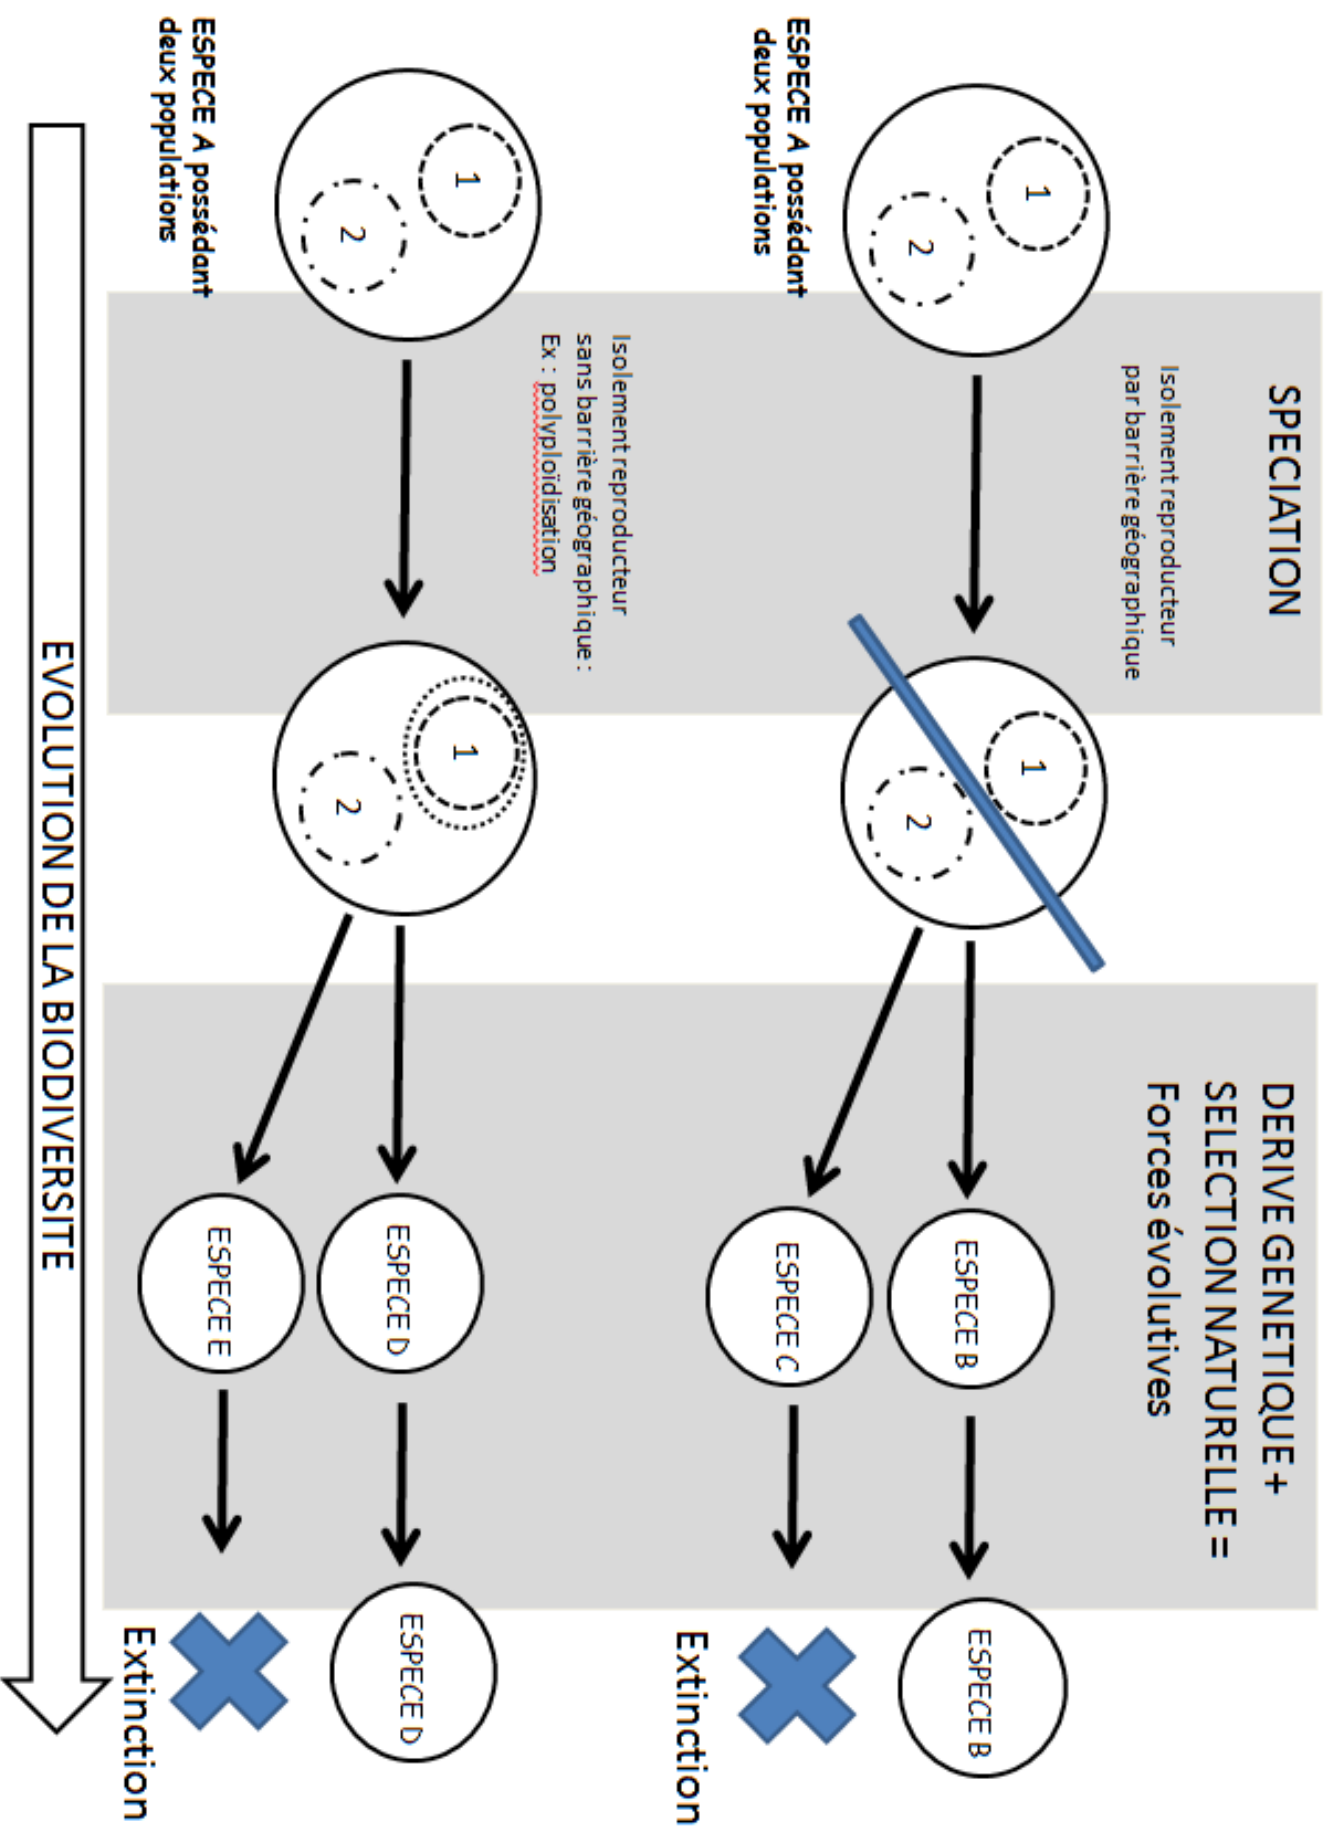 SPECIATION
DERIVE GENETIQUE +
SELECTION NATURELLE =
Forces évolutives
Isolement reproducteur
par barrière géographique
1
2
1
2
ESPECE B
ESPECE B
ESPECE C
Extinction
ESPECE A possédant
deux populations
Isolement reproducteur
sans barrière géographique :
Ex : polyploïdisation
1
2
1
2
ESPECE D
ESPECE D
ESPECE E
Extinction
ESPECE A possédant
deux populations
EVOLUTION DE LA BIODIVERSITE